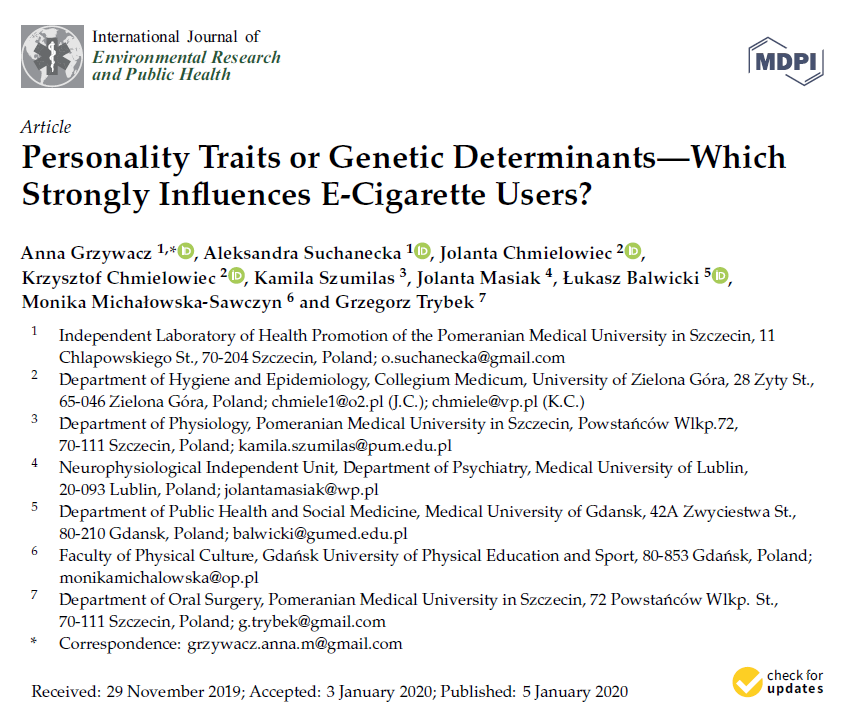 International Journal of
Environmental Research
and Public Health
MDPI
Article
Personality Traits or Genetic Determinants—Which
Strongly Influences E-Cigarette Users?
Anna Grzywacz 1,* iD, Aleksandra Suchanecka 1 iD, Jolanta Chmielowiec 2 iD,
Krzysztof Chmielowiec 2 iD, Kamila Szumilas 3, Jolanta Masiak 4, Łukasz Balwicki 5 iD,
Monika Michałowska-Sawczyn 6 and Grzegorz Trybek 7
1 Independent Laboratory of Health Promotion of the Pomeranian Medical University in Szczecin, 11
Chlapowskiego St., 70-204 Szczecin, Poland; o.suchanecka@gmail.com
2 Department of Hygiene and Epidemiology, Collegium Medicum, University of Zielona Góra, 28 Zyty St.,
65-046 Zielona Góra, Poland; chmiele1@o2.pl (J.C.); chmiele@vp.pl (K.C.)
3 Department of Physiology, Pomeranian Medical University in Szczecin, Powstańców Wlkp.72,
70-111 Szczecin, Poland; kamila.szumilas@pum.edu.pl
4 Neurophysiological Independent Unit, Department of Psychiatry, Medical University of Lublin,
20-093 Lublin, Poland; jolantamasiak@wp.pl
5 Department of Public Health and Social Medicine, Medical University of Gdansk, 42A Zwyciestwa St.,
80-210 Gdansk, Poland; balwicki@gumed.edu.pl
6 Faculty of Physical Culture, Gdańsk University of Physical Education and Sport, 80-853 Gdańsk, Poland;
monikamichalowska@op.pl
7 Department of Oral Surgery, Pomeranian Medical University in Szczecin, 72 Powstańców Wlkp. St.,
70-111 Szczecin, Poland; g.trybek@gmail.com
* Correspondence: grzywacz.anna.m@gmail.com
Received: 29 November 2019; Accepted: 3 January 2020; Published: 5 January 2020
check for
updates